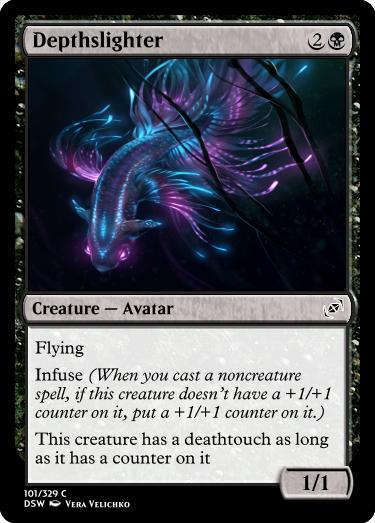 Depthslighter 2
Creature — Avatar
Flying
Infuse (When you cast a noncreature
spell, if this creature doesn't have a +1/+1
counter on it, put a +1/+1 counter on it.)
This creature has a deathtouch as long
as it has a counter on it
1/1
101/329 C
DSW VERA VELICHKO